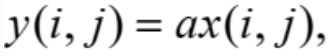 y(i, j) = ax(i, j),